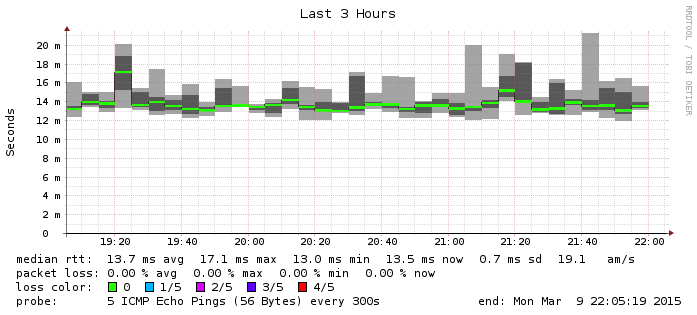 Last 3 Hours
RRDTOOL / TOBI OETIKER
Seconds
20 m
18 m
16 m
14 m
12 m
10 m
8 m
6 m
4 m
2 m
0
19:20 19:40 20:00 20:20 20:40 21:00 21:20 21:40 22:00
median rtt: 13.7 ms avg 17.1 ms max 13.0 ms min 13.5 ms now 0.7 ms sd 19.1 am/s
packet loss: 0.00 % avg 0.00 % max 0.00 % min 0.00 % now
loss color: 0 1/5 2/5 3/5 4/5
probe: 5 ICMP Echo Pings (56 Bytes) every 300s end: Mon Mar 9 22:05:19 2015